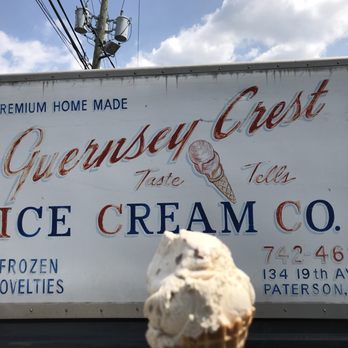 PREMIUM HOME MADE
Guernsey Crest
Taste Tells
ICE CREAM CO.
FROZEN
NOVELTIES
742-46
134 19TH AV
PATERSON,